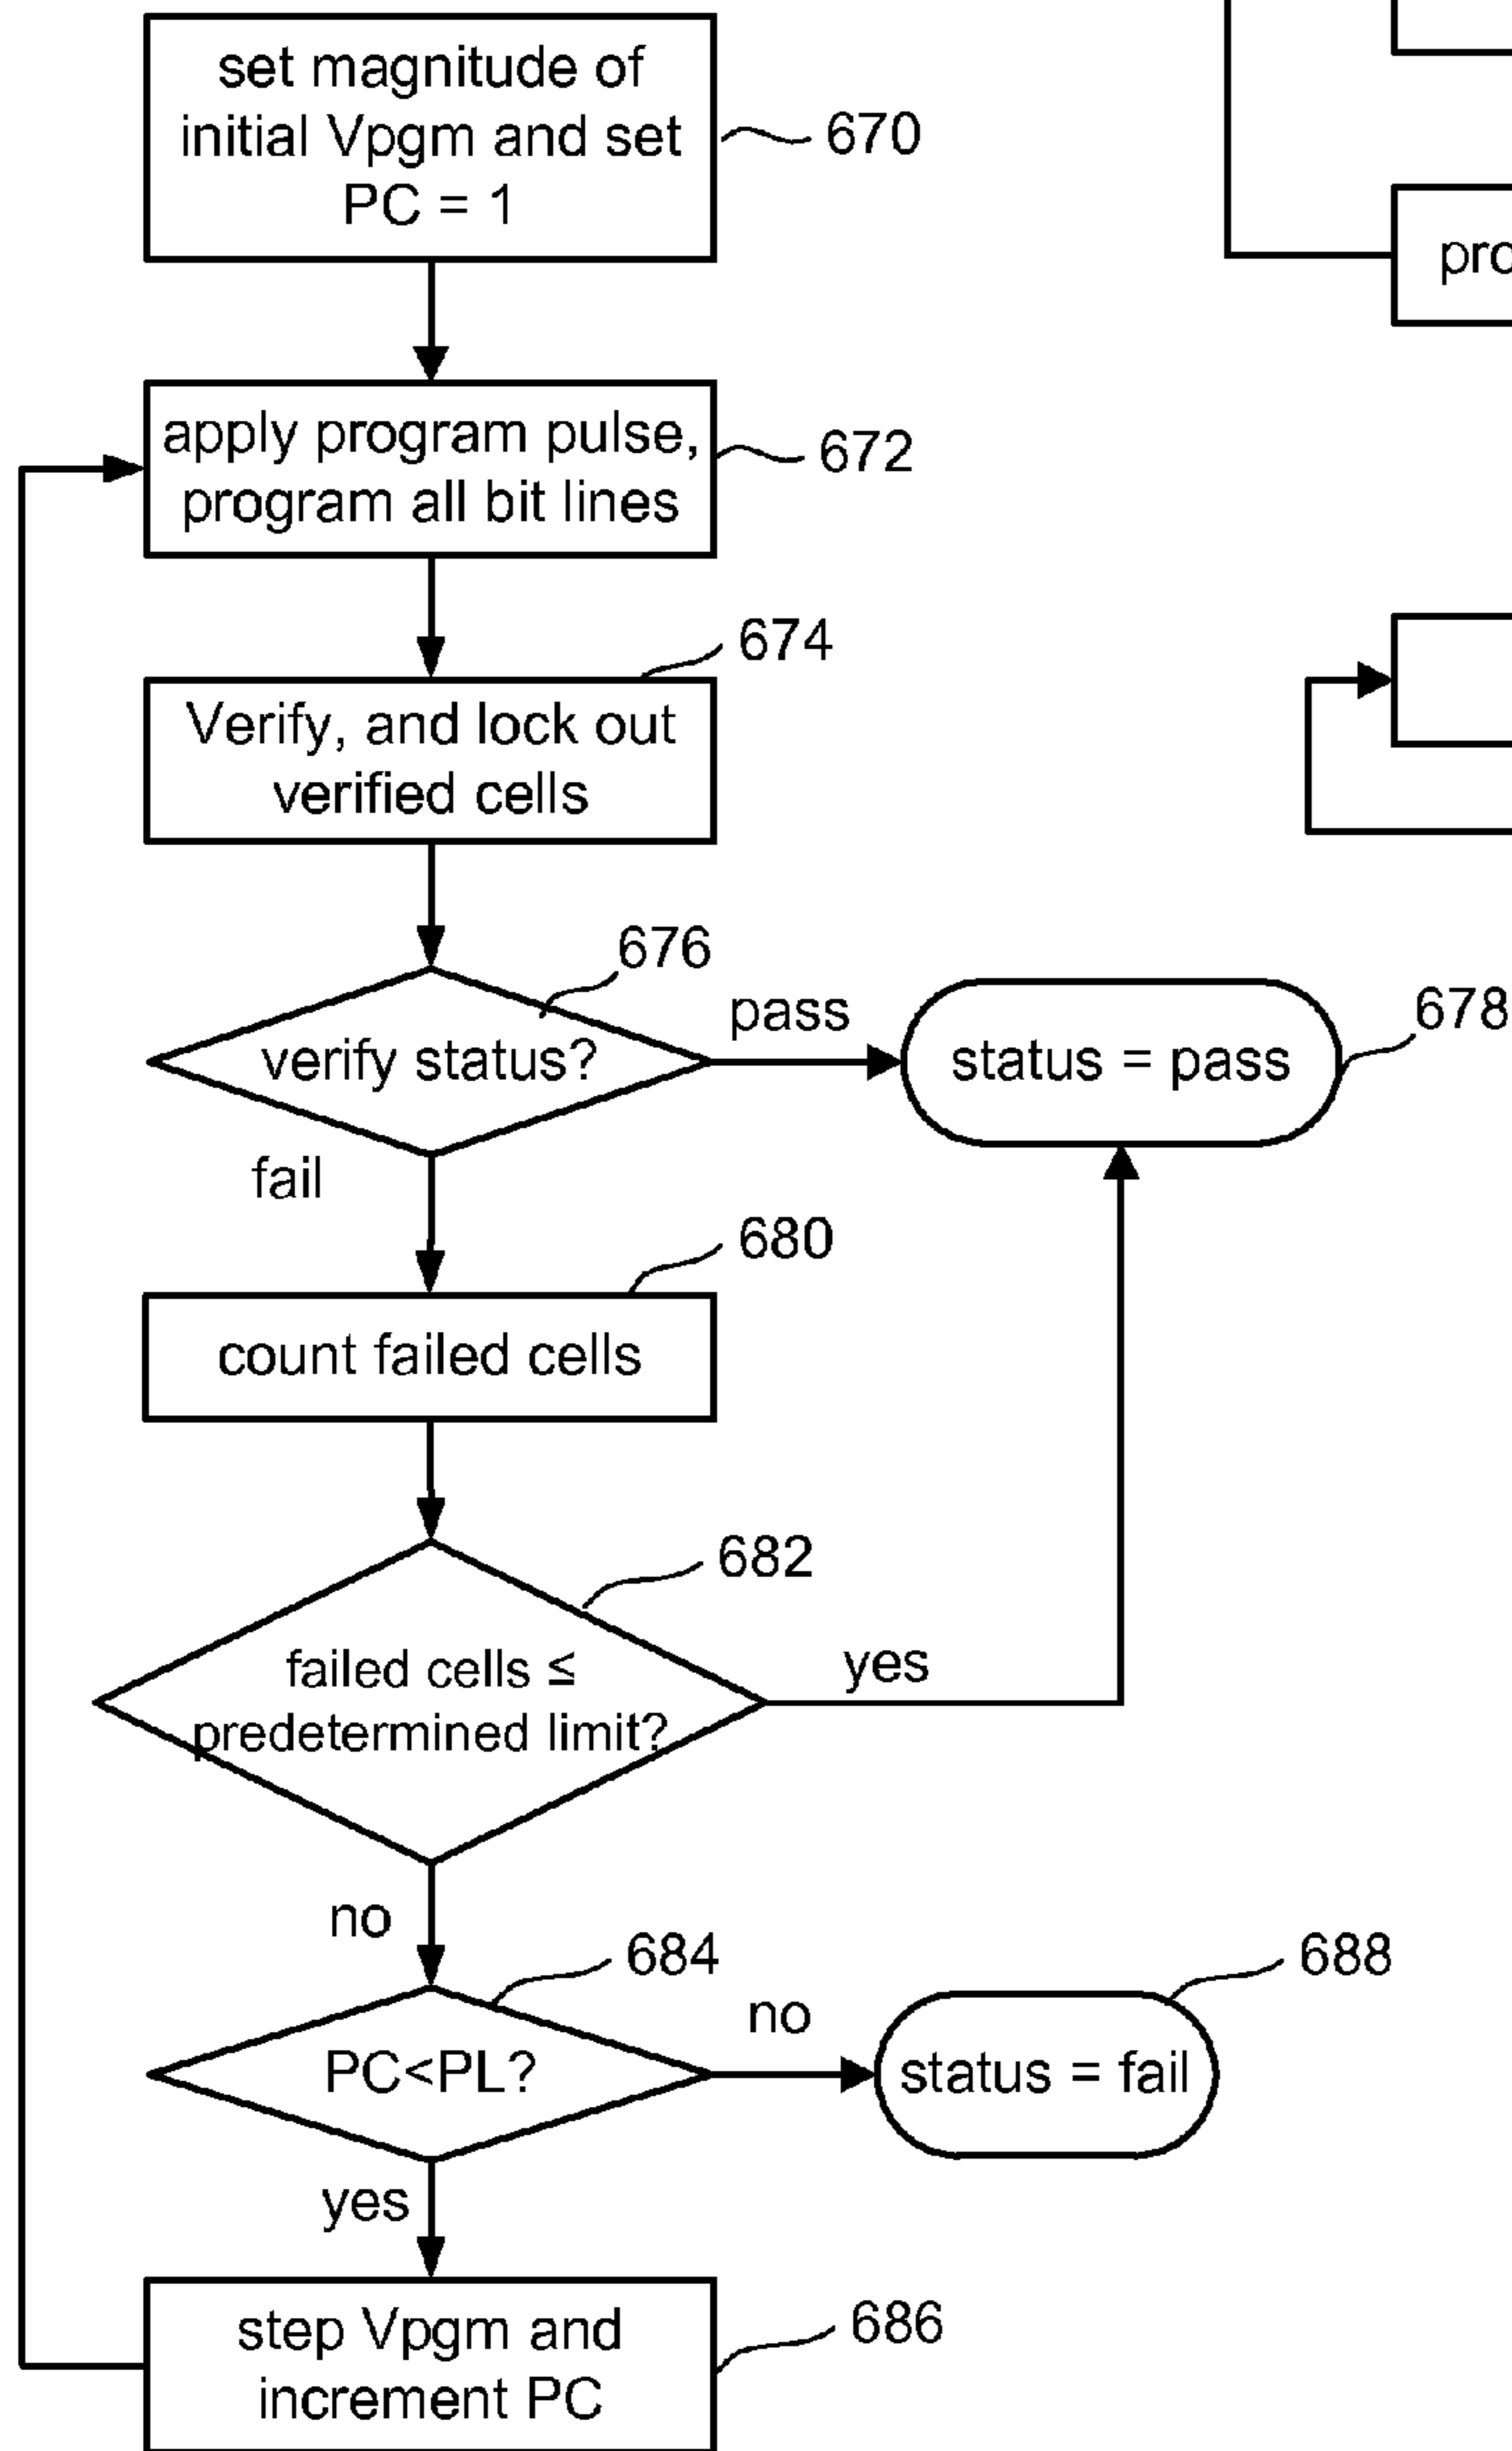 set magnitude of
initial Vpgm and set
PC = 1
670
apply program pulse,
program all bit lines
672
674
Verify, and lock out
verified cells
676
verify status?
pass
status = pass
678
fail
680
count failed cells
682
failed cells ≤
predetermined limit?
yes
no
684
PC<PL?
no
status = fail
688
yes
step Vpgm and
increment PC
686